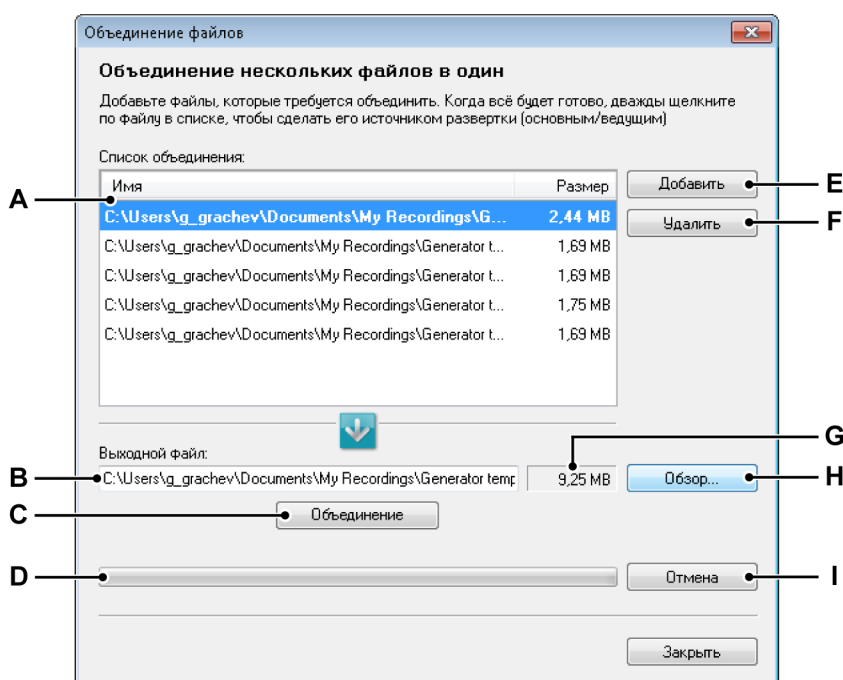 Объединение файлов
Объединение нескольких файлов в один
Добавьте файлы, которые требуется объединить. Когда всё будет готово, дважды щелкните
по файлу в списке, чтобы сделать его источником развертки (основным/ведущим)
Список объединения:
Имя Размер
C:\Users\g_grachev\Documents\My Recordings\G... 2,44 MB
C:\Users\g_grachev\Documents\My Recordings\Generator t... 1,69 MB
C:\Users\g_grachev\Documents\My Recordings\Generator t... 1,69 MB
C:\Users\g_grachev\Documents\My Recordings\Generator t... 1,75 MB
C:\Users\g_grachev\Documents\My Recordings\Generator t... 1,69 MB
Добавить
Удалить
Выходной файл:
C:\Users\g_grachev\Documents\My Recordings\Generator temp 9,25 MB
Обзор...
Объединение
Отмена
Закрыть
A
B
C
D
E
F
G
H
I